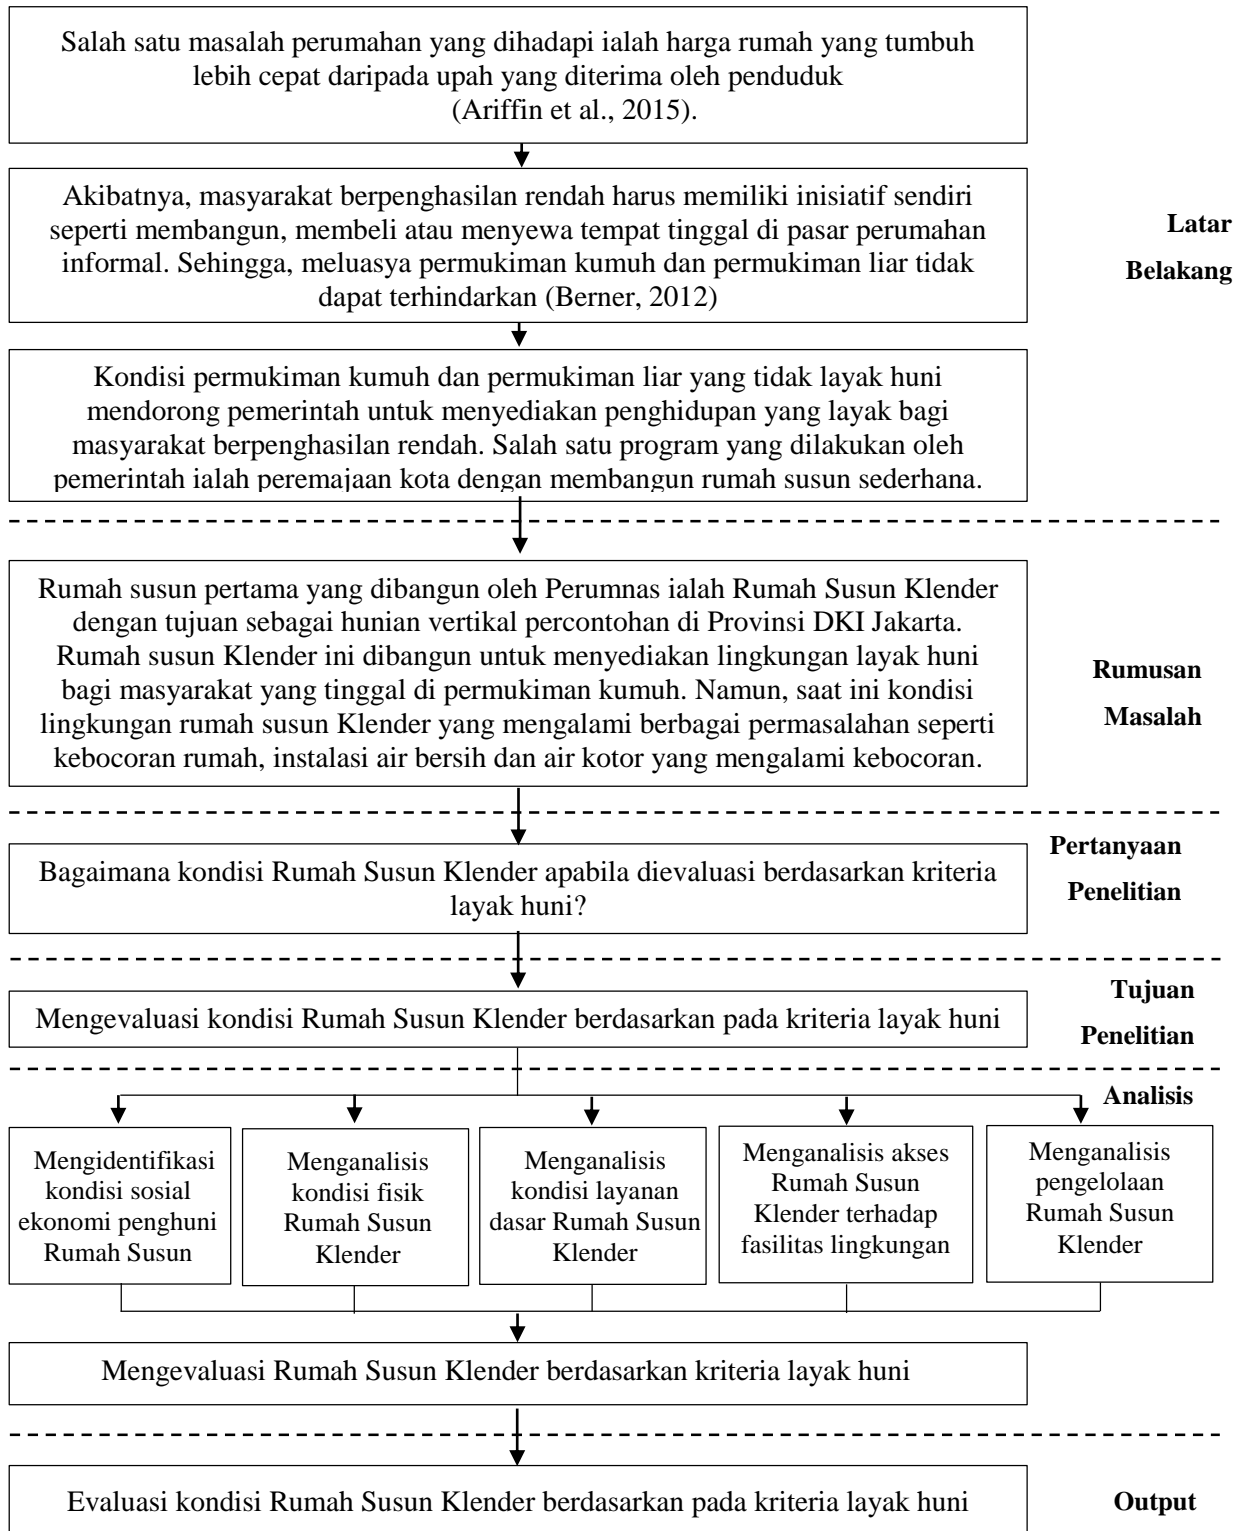 Salah satu masalah perumahan yang dihadapi ialah harga rumah yang tumbuh
lebih cepat daripada upah yang diterima oleh penduduk
(Ariffin et al., 2015).
Akibatnya, masyarakat berpenghasilan rendah harus memiliki inisiatif sendiri
seperti membangun, membeli atau menyewa tempat tinggal di pasar perumahan
informal. Sehingga, meluasya permukiman kumuh dan permukiman liar tidak
dapat terhindarkan (Berner, 2012)
Latar
Belakang
Kondisi permukiman kumuh dan permukiman liar yang tidak layak huni
mendorong pemerintah untuk menyediakan penghidupan yang layak bagi
masyarakat berpenghasilan rendah. Salah satu program yang dilakukan oleh
pemerintah ialah peremajaan kota dengan membangun rumah susun sederhana.
Rumah susun pertama yang dibangun oleh Perumnas ialah Rumah Susun Klender
dengan tujuan sebagai hunian vertikal percontohan di Provinsi DKI Jakarta.
Rumah susun Klender ini dibangun untuk menyediakan lingkungan layak huni
bagi masyarakat yang tinggal di permukiman kumuh. Namun, saat ini kondisi
lingkungan rumah susun Klender yang mengalami berbagai permasalahan seperti
kebocoran rumah, instalasi air bersih dan air kotor yang mengalami kebocoran.
Rumusan
Masalah
Bagaimana kondisi Rumah Susun Klender apabila dievaluasi berdasarkan kriteria
layak huni?
Pertanyaan
Penelitian
Mengevaluasi kondisi Rumah Susun Klender berdasarkan pada kriteria layak huni
Tujuan
Penelitian
Analisis
Mengidentifikasi
kondisi sosial
ekonomi penghuni
Rumah Susun
Menganalisis
kondisi fisik
Rumah Susun
Klender
Menganalisis
kondisi layanan
dasar Rumah Susun
Klender
Menganalisis akses
Rumah Susun
Klender terhadap
fasilitas lingkungan
Menganalisis
pengelolaan
Rumah Susun
Klender
Mengevaluasi Rumah Susun Klender berdasarkan kriteria layak huni
Evaluasi kondisi Rumah Susun Klender berdasarkan pada kriteria layak huni
Output